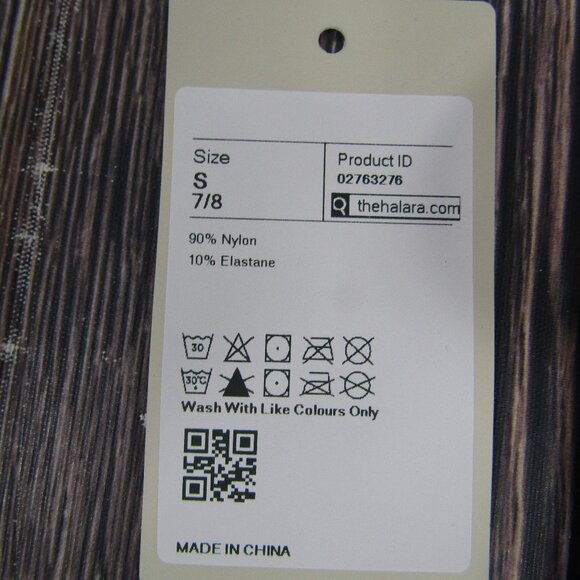 Size
S
7/8
Product ID
02763276
thehalara.com
90% Nylon
10% Elastane
30
30°C
Wash With Like Colours Only
MADE IN CHINA